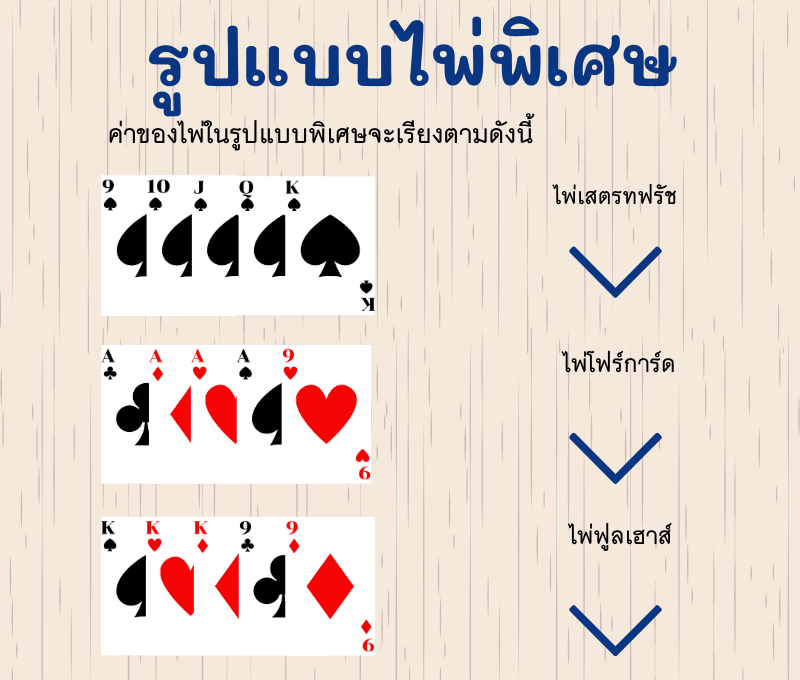 รูปแบบไพ่พิเศษ
ค่าของไพ่ในรูปแบบพิเศษจะเรียงตามดังนี้
9 10 J Q K
K
ไพ่เสตรทฟรัช
A A A A 9
9
ไพ่โฟร์การ์ด
K K K 9 9
9
ไพ่ฟูลเฮาส์